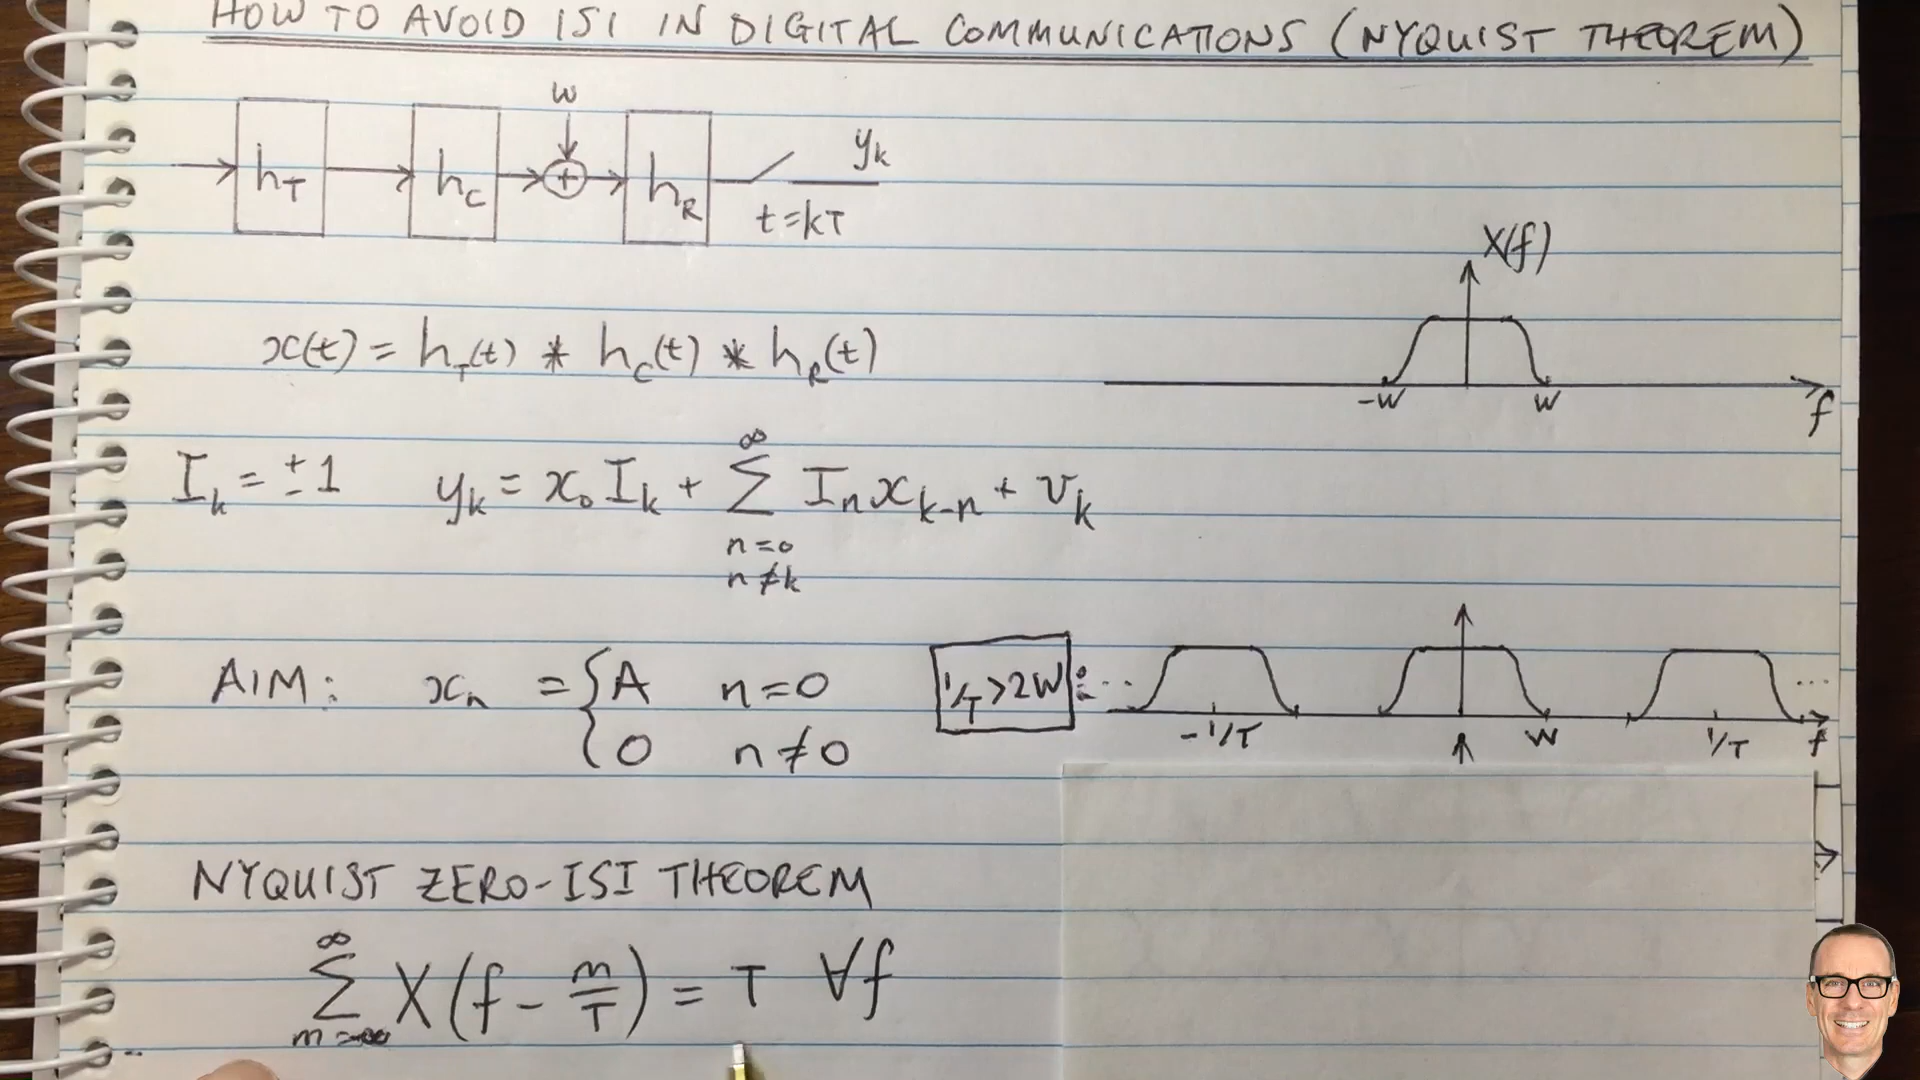 HOW TO AVOID ISI IN DIGITAL COMMUNICATIONS (NYQUIST THEOREM)
w
h_T h_C + h_R y_k
t=kT
X(f)
x(t) = h_T(t) * h_C(t) * h_R(t)
-W W f
I_k = ±1 y_k = x_0 I_k + ∑_{n=0, n≠k}^{∞} I_n x_{k-n} + v_k
AIM: x_n = { A n=0
0 n≠0
1/T > 2W : ... ...
-1/T W 1/T f
NYQUIST ZERO-ISI THEOREM
∑_{m=-∞}^{∞} X(f - m/T) = T ∀f